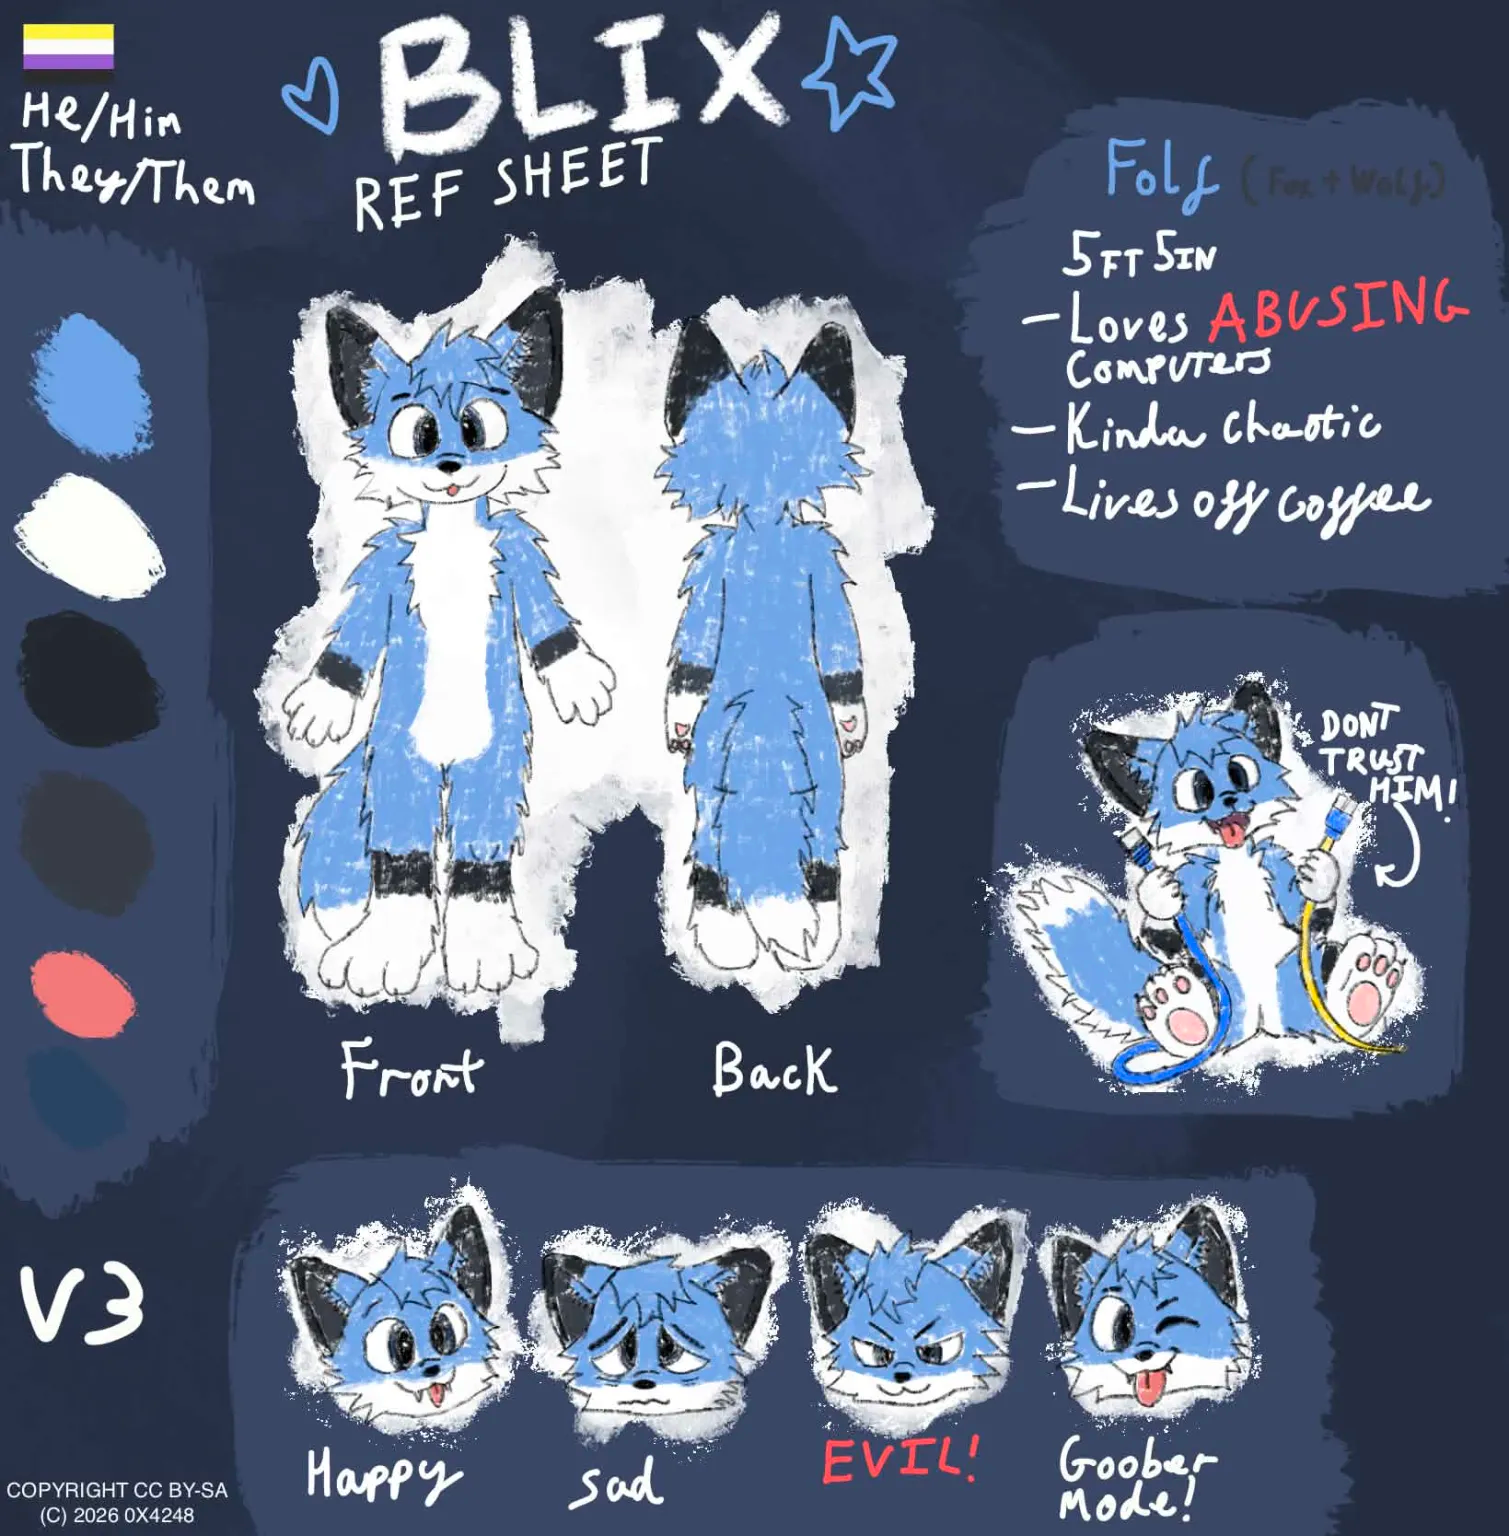 BLIX
REF SHEET
He/Him
They/Them
Folf (Fox + Wolf)
5FT 5IN
- Loves ABUSING
Computers
- Kinda chaotic
- Lives off coffee
DONT
TRUST
HIM!
Front
Back
V3
Happy
sad
EVIL!
Goober
Mode!
COPYRIGHT CC BY-SA
(C) 2026 0X4248